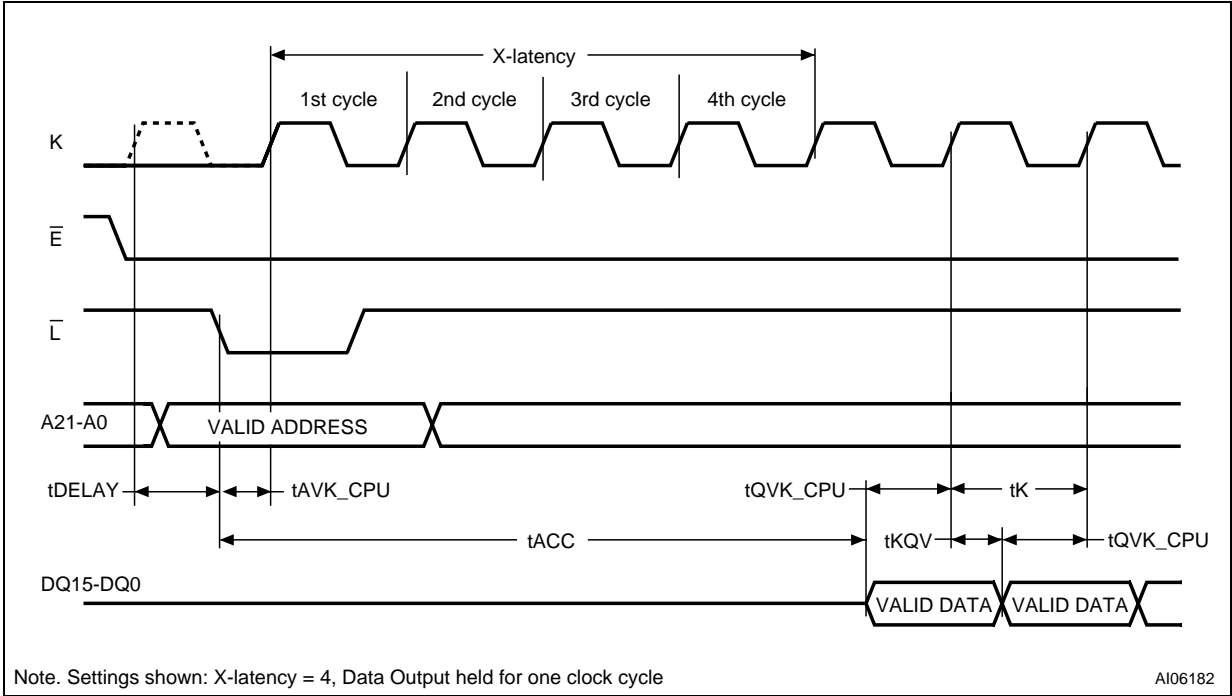 X-latency
1st cycle 2nd cycle 3rd cycle 4th cycle
K
E
L
A21-A0 VALID ADDRESS
tDELAY tAVK_CPU tQVK_CPU tK
tACC tKQV tQVK_CPU
DQ15-DQ0
VALID DATA VALID DATA
Note. Settings shown: X-latency = 4, Data Output held for one clock cycle
AI06182